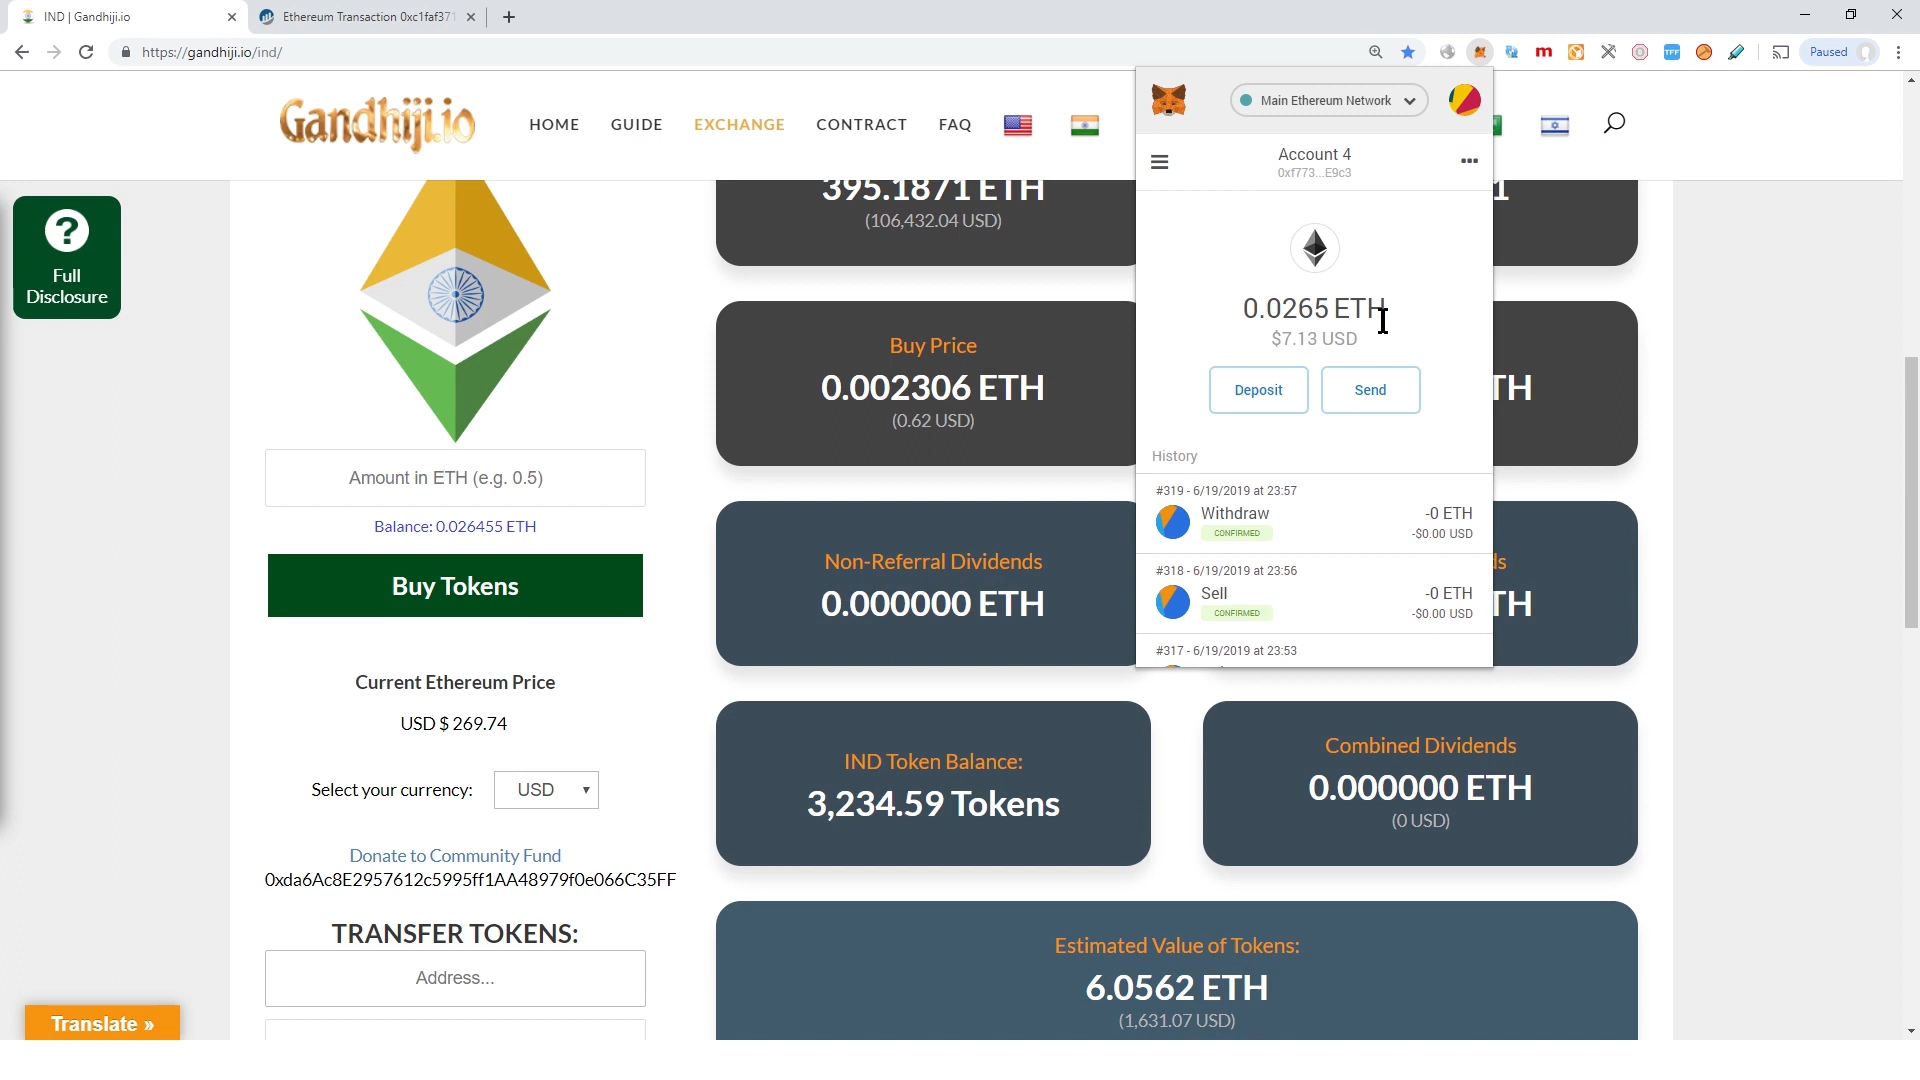 IND | Gandhiji.io
Ethereum Transaction 0xc1faf371
https://gandhiji.io/ind/
m
TFF
Paused
Gandhiji.io
HOME
GUIDE
EXCHANGE
CONTRACT
FAQ
Main Ethereum Network
Account 4
0xf773...E9c3
0.0265 ETH
$7.13 USD
Deposit
Send
History
#319 - 6/19/2019 at 23:57
Withdraw
-0 ETH
CONFIRMED
-$0.00 USD
#318 - 6/19/2019 at 23:56
Sell
-0 ETH
CONFIRMED
-$0.00 USD
#317 - 6/19/2019 at 23:53
?
Full
Disclosure
Amount in ETH (e.g. 0.5)
Balance: 0.026455 ETH
Buy Tokens
Current Ethereum Price
USD $ 269.74
Select your currency:
USD
Donate to Community Fund
0xda6Ac8E2957612c5995ff1AA48979f0e066C35FF
TRANSFER TOKENS:
Address...
Translate »
395.1871 ETH
(106,432.04 USD)
1
Buy Price
0.002306 ETH
(0.62 USD)
TH
Non-Referral Dividends
0.000000 ETH
ds
TH
IND Token Balance:
3,234.59 Tokens
Combined Dividends
0.000000 ETH
(0 USD)
Estimated Value of Tokens:
6.0562 ETH
(1,631.07 USD)